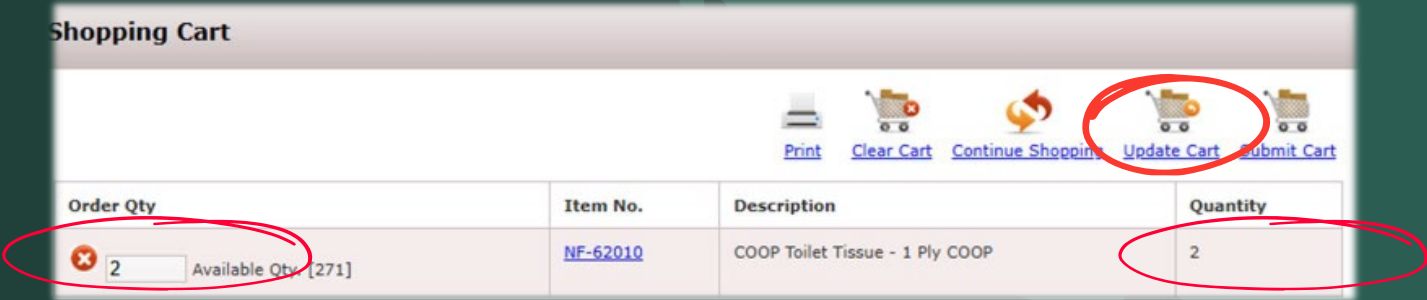 Shopping Cart
Print Clear Cart Continue Shopping Update Cart Submit Cart
Order Qty Item No. Description Quantity
2 Available Qty. [271] NF-62010 COOP Toilet Tissue - 1 Ply COOP 2